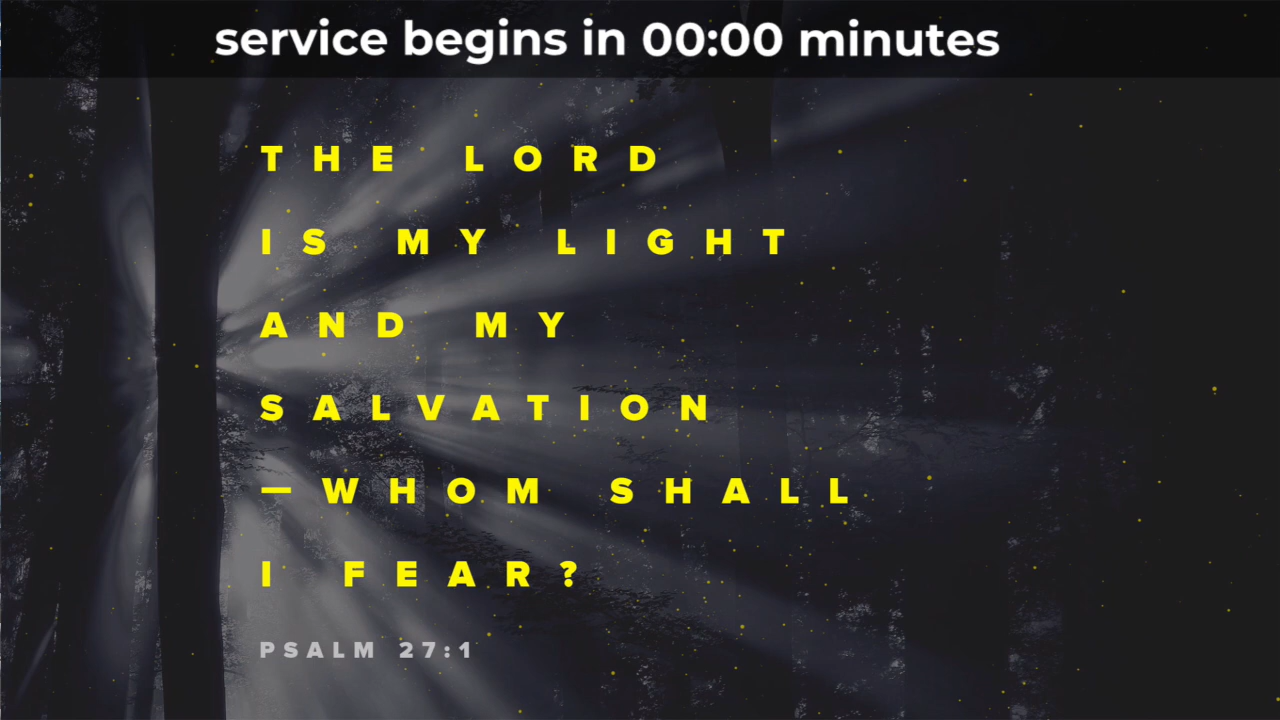 service begins in 00:00 minutes
THE LORD
IS MY LIGHT
AND MY
SALVATION
—WHOM SHALL
I FEAR?
PSALM 27:1